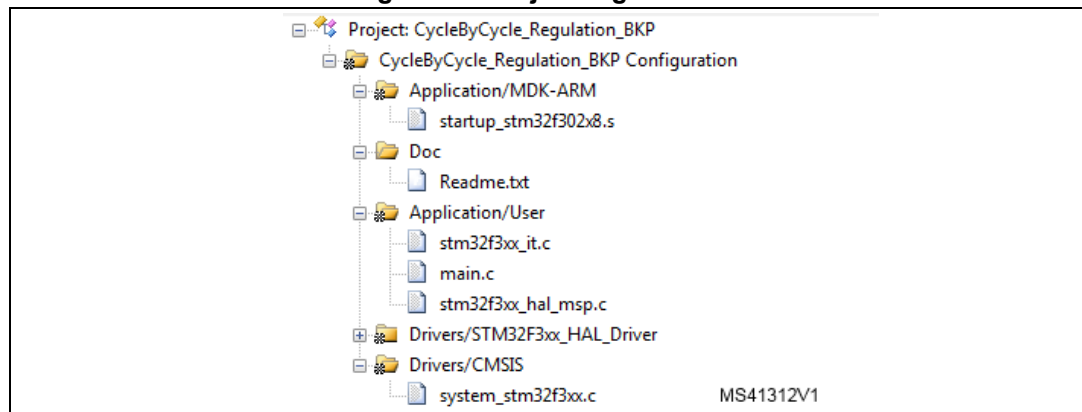 Project: CycleByCycle_Regulation_BKP
CycleByCycle_Regulation_BKP Configuration
Application/MDK-ARM
startup_stm32f302x8.s
Doc
Readme.txt
Application/User
stm32f3xx_it.c
main.c
stm32f3xx_hal_msp.c
Drivers/STM32F3xx_HAL_Driver
Drivers/CMSIS
system_stm32f3xx.c MS41312V1